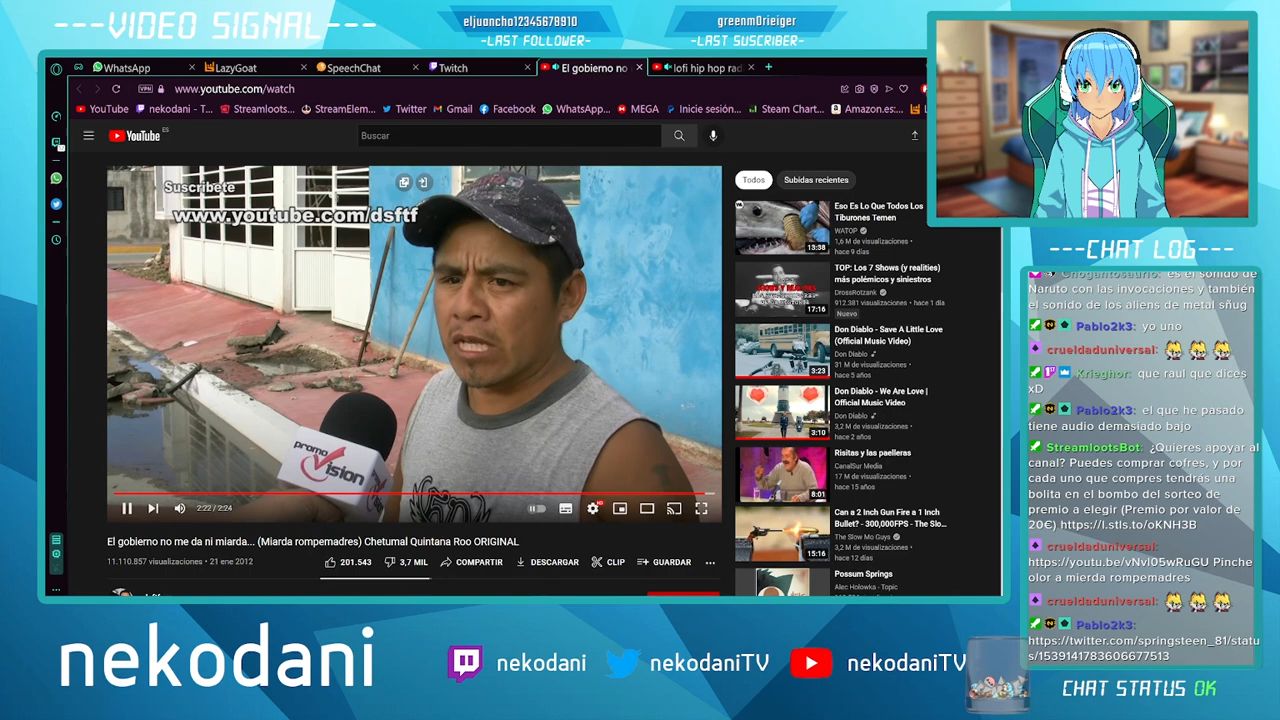 ---VIDEO SIGNAL---
eljuancho12345678910
-LAST FOLLOWER-
greenm0rieiger
-LAST SUSCRIBER-
WhatsApp
LazyGoat
SpeechChat
Twitch
El gobierno no
lofi hip hop rad
VPN
www.youtube.com/watch
YouTube
nekodani - T...
Streamloots...
StreamElem...
Twitter
Gmail
Facebook
WhatsApp...
MEGA
Inicie sesión...
Steam Chart...
Amazon.es:...
YouTube ES
Buscar
Suscribete
www.youtube.com/dsftf
promo
vision
2:22 / 2:24
HD
El gobierno no me da ni miarda... (Miarda rompemadres) Chetumal Quintana Roo ORIGINAL
11.110.857 visualizaciones • 21 ene 2012
201.543
3,7 MIL
COMPARTIR
DESCARGAR
CLIP
GUARDAR
Todos
Subidas recientes
13:38
Eso Es Lo Que Todos Los
Tiburones Temen
WATOP
1,6 M de visualizaciones •
hace 9 días
17:16
TOP: Los 7 Shows (y realities)
más polémicos y siniestros
DrossRotzank
912.381 visualizaciones • hace 1 día
Nuevo
3:23
Don Diablo - Save A Little Love
(Official Music Video)
Don Diablo
31 M de visualizaciones •
hace 5 años
3:10
Don Diablo - We Are Love |
Official Music Video
Don Diablo
3,2 M de visualizaciones •
hace 2 años
8:01
Risitas y las paelleras
CanalSur Media
17 M de visualizaciones •
hace 15 años
15:16
Can a 2 Inch Gun Fire a 1 Inch
Bullet? - 300,000FPS - The Slo...
The Slow Mo Guys
3,2 M de visualizaciones •
hace 12 días
Possum Springs
Alec Holowka - Topic
---CHAT LOG---
Chogantosaurio: es el sonido de
Naruto con las invocaciones y también
el sonido de los aliens de metal sñug
Pablo2k3: yo uno
crueldaduniversal:
Krieghor: que raul que dices
xD
Pablo2k3: el que he pasado
tiene audio demasiado bajo
StreamlootsBot: ¿Quieres apoyar al
canal? Puedes comprar cofres, y por
cada uno que compres tendrás una
bolita en el bombo del sorteo de
premio a elegir (Premio por valor de
20€) https://l.stls.to/oKNH3B
crueldaduniversal:
https://youtu.be/vNvl05wRuGU Pinche
olor a mierda rompemadres
crueldaduniversal:
Pablo2k3:
https://twitter.com/springsteen_81/statu
s/1539141783606677513
CHAT STATUS OK
nekodani
nekodani
nekodaniTV
nekodaniTV